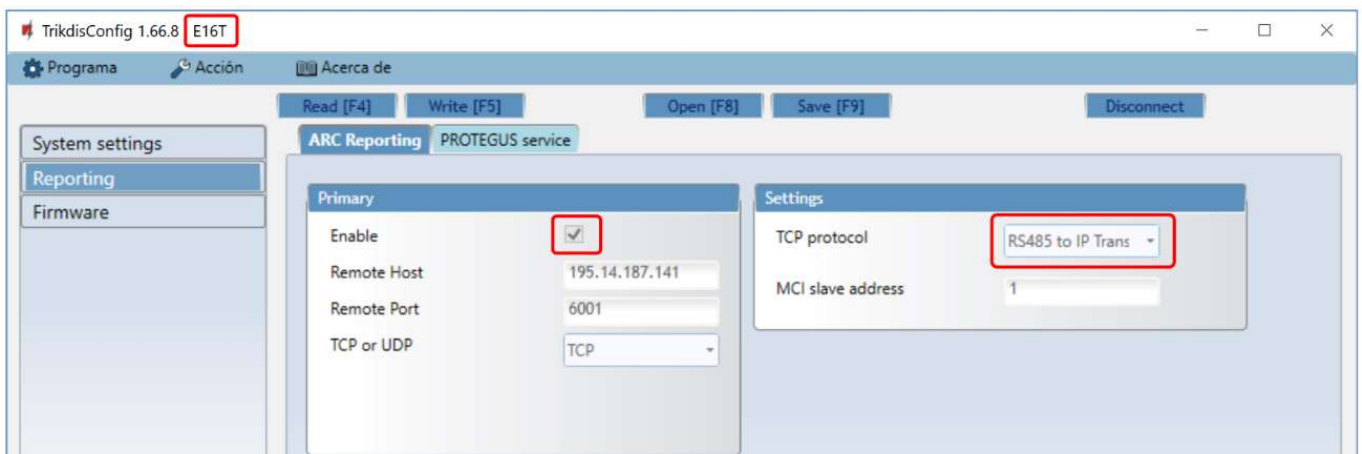 TrikdisConfig 1.66.8 E16T
Programa Acción Acerca de
Read [F4] Write [F5] Open [F8] Save [F9] Disconnect
System settings
Reporting
Firmware
ARC Reporting PROTEGUS service
Primary
Enable
Remote Host 195.14.187.141
Remote Port 6001
TCP or UDP TCP
Settings
TCP protocol RS485 to IP Trans
MCI slave address 1